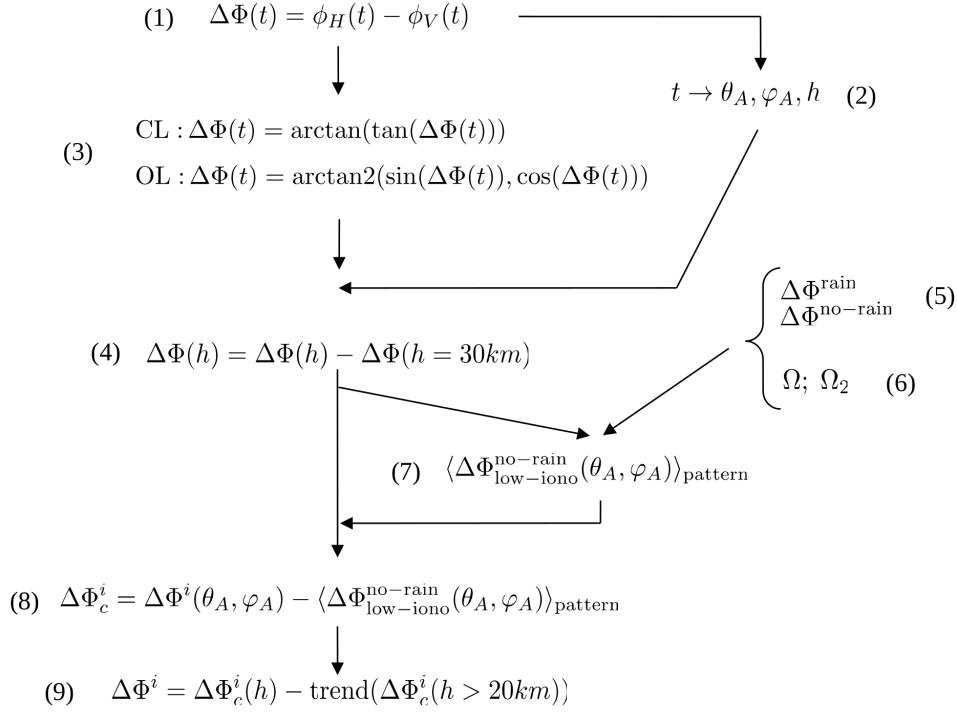 (1) ΔΦ(t) = ϕ_H(t) − ϕ_V(t)
t → θ_A, φ_A, h (2)
(3)
CL : ΔΦ(t) = arctan(tan(ΔΦ(t)))
OL : ΔΦ(t) = arctan2(sin(ΔΦ(t)), cos(ΔΦ(t)))
ΔΦ^rain (5)
ΔΦ^no−rain
(4) ΔΦ(h) = ΔΦ(h) − ΔΦ(h = 30km)
Ω; Ω_2 (6)
(7) ⟨ΔΦ^no−rain_low−iono(θ_A, φ_A)⟩_pattern
(8) ΔΦ^i_c = ΔΦ^i(θ_A, φ_A) − ⟨ΔΦ^no−rain_low−iono(θ_A, φ_A)⟩_pattern
(9) ΔΦ^i = ΔΦ^i_c(h) − trend(ΔΦ^i_c(h > 20km))